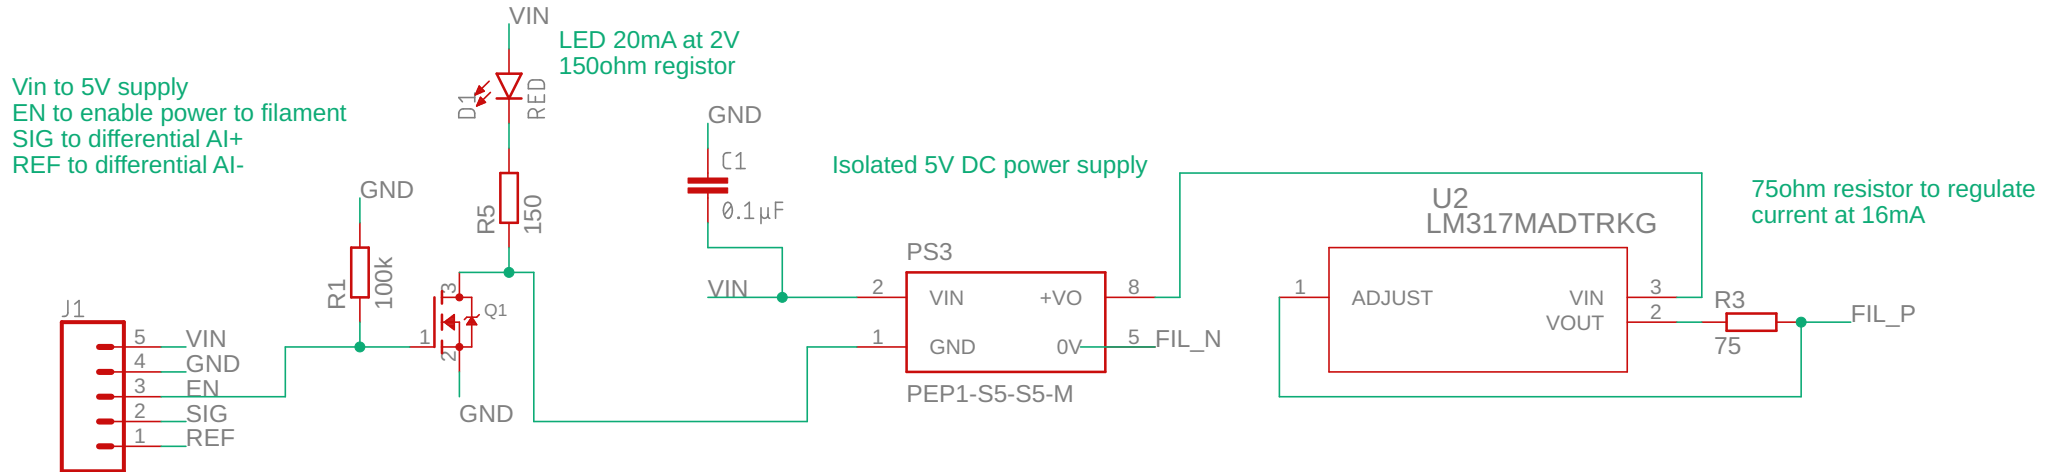 VIN
LED 20mA at 2V
150ohm registor
Vin to 5V supply
EN to enable power to filament
SIG to differential AI+
REF to differential AI-
D1
RED
GND
C1
0.1µF
Isolated 5V DC power supply
GND
R1
100k
R5
150
U2
LM317MADTRKG
75ohm resistor to regulate
current at 16mA
PS3
VIN
2
VIN
+VO
8
1
GND
0V
5
FIL_N
PEP1-S5-S5-M
1
ADJUST
VIN
3
VOUT
2
R3
75
FIL_P
3
Q1
1
2
GND
J1
5
VIN
4
GND
3
EN
2
SIG
1
REF